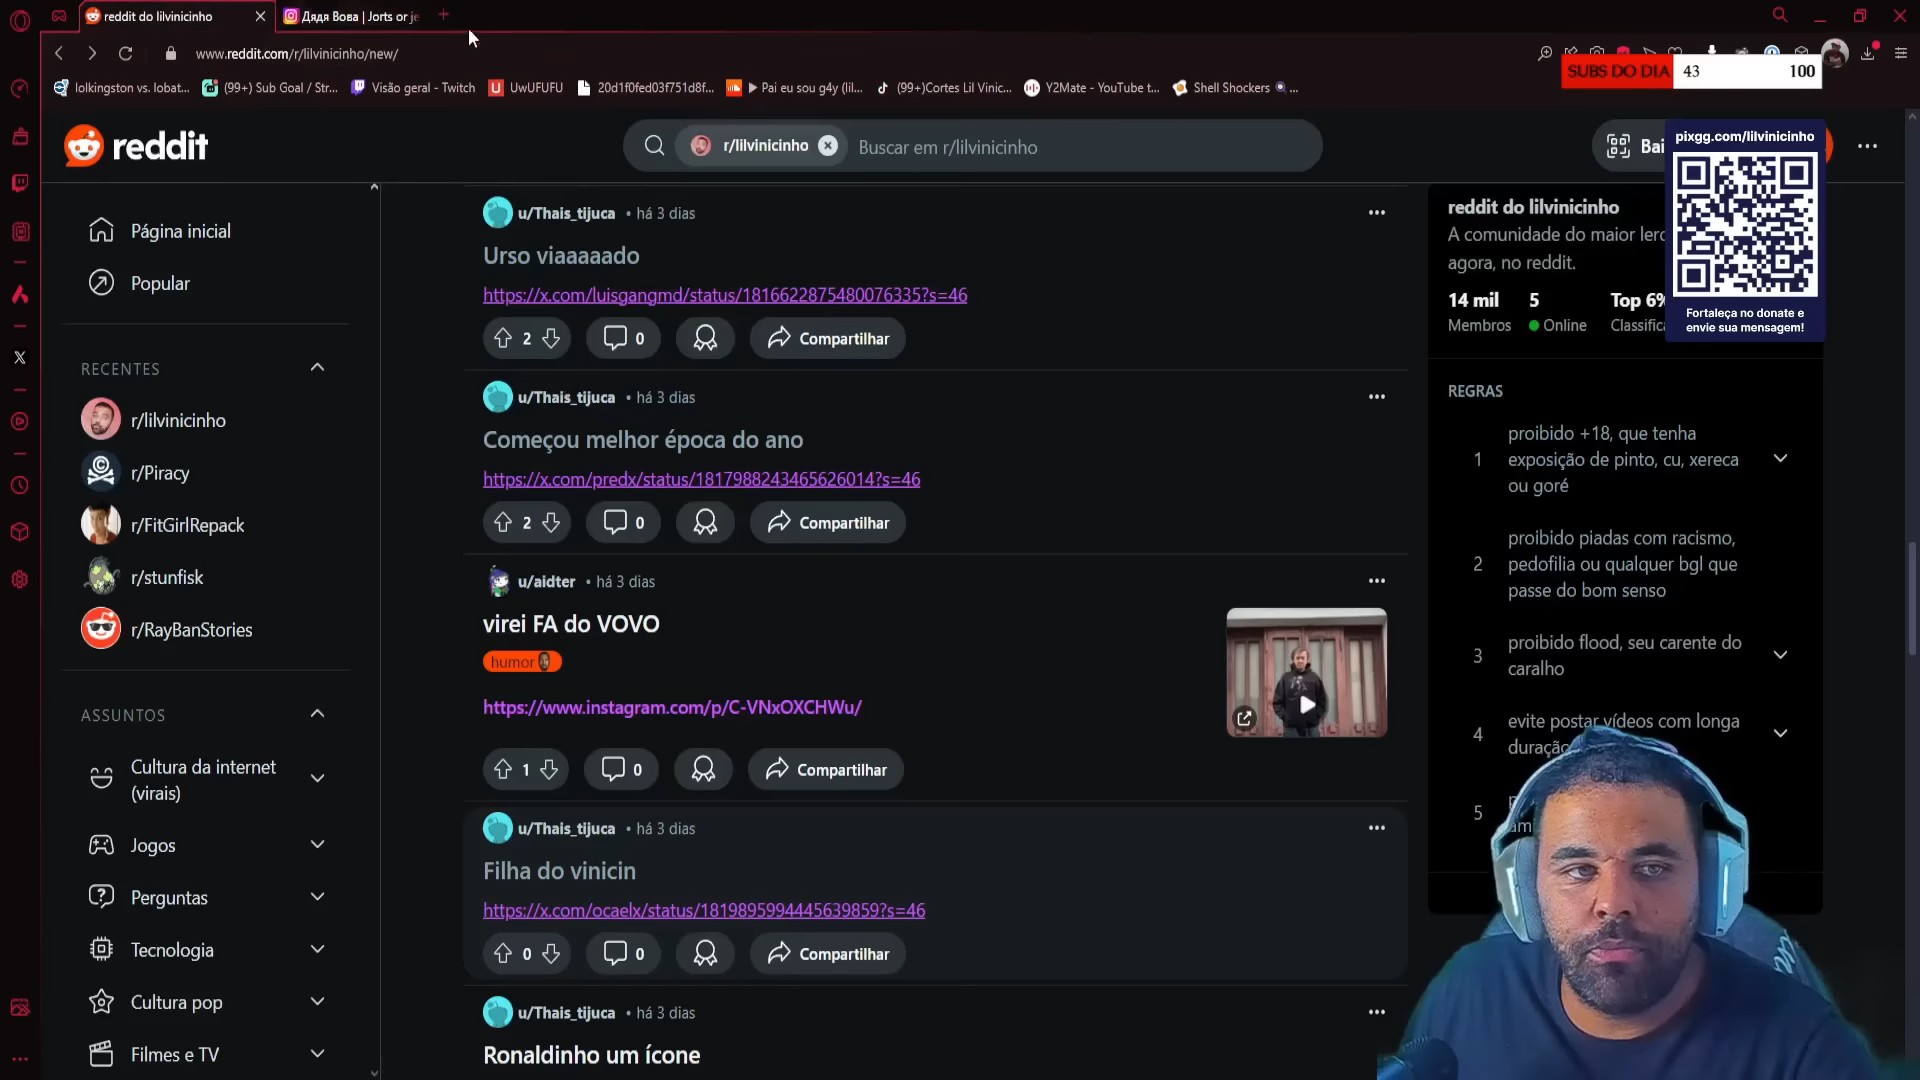 reddit do lilvinicinho
Дядя Вова | Jorts or je
www.reddit.com/r/lilvinicinho/new/
lolkingston vs. lobat...
(99+) Sub Goal / Str...
Visão geral - Twitch
UwUFUFU
20d1f0fed03f751d8f...
Pai eu sou g4y (lil...
(99+)Cortes Lil Vinic...
Y2Mate - YouTube t...
Shell Shockers
SUBS DO DIA 43 100
reddit
r/lilvinicinho
Buscar em r/lilvinicinho
Bai
pixgg.com/lilvinicinho
Fortaleça no donate e
envie sua mensagem!
Página inicial
Popular
RECENTES
r/lilvinicinho
r/Piracy
r/FitGirlRepack
r/stunfisk
r/RayBanStories
ASSUNTOS
Cultura da internet
(virais)
Jogos
Perguntas
Tecnologia
Cultura pop
Filmes e TV
u/Thais_tijuca • há 3 dias
Urso viaaaaado
https://x.com/luisgangmd/status/1816622875480076335?s=46
2 0 Compartilhar
u/Thais_tijuca • há 3 dias
Começou melhor época do ano
https://x.com/predx/status/1817988243465626014?s=46
2 0 Compartilhar
u/aidter • há 3 dias
virei FA do VOVO
humor
https://www.instagram.com/p/C-VNxOXCHWu/
1 0 Compartilhar
u/Thais_tijuca • há 3 dias
Filha do vinicin
https://x.com/ocaelx/status/1819895994445639859?s=46
0 0 Compartilhar
u/Thais_tijuca • há 3 dias
Ronaldinho um ícone
reddit do lilvinicinho
A comunidade do maior
agora, no reddit.
14 mil 5 Top 6%
Membros Online Classific
REGRAS
1 proibido +18, que tenha
exposição de pinto, cu, xereca
ou goré
2 proibido piadas com racismo,
pedofilia ou qualquer bgl que
passe do bom senso
3 proibido flood, seu carente do
caralho
4 evite postar vídeos com longa
duração
5